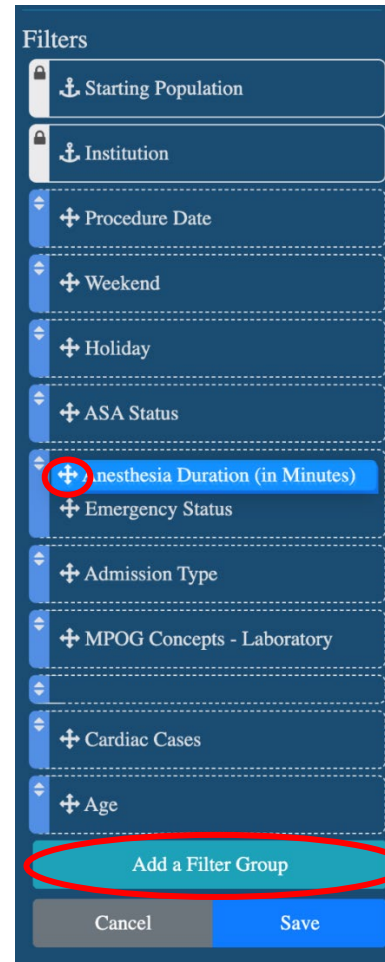 Filters
Starting Population
Institution
Procedure Date
Weekend
Holiday
ASA Status
Anesthesia Duration (in Minutes)
Emergency Status
Admission Type
MPOG Concepts - Laboratory
Cardiac Cases
Age
Add a Filter Group
Cancel Save